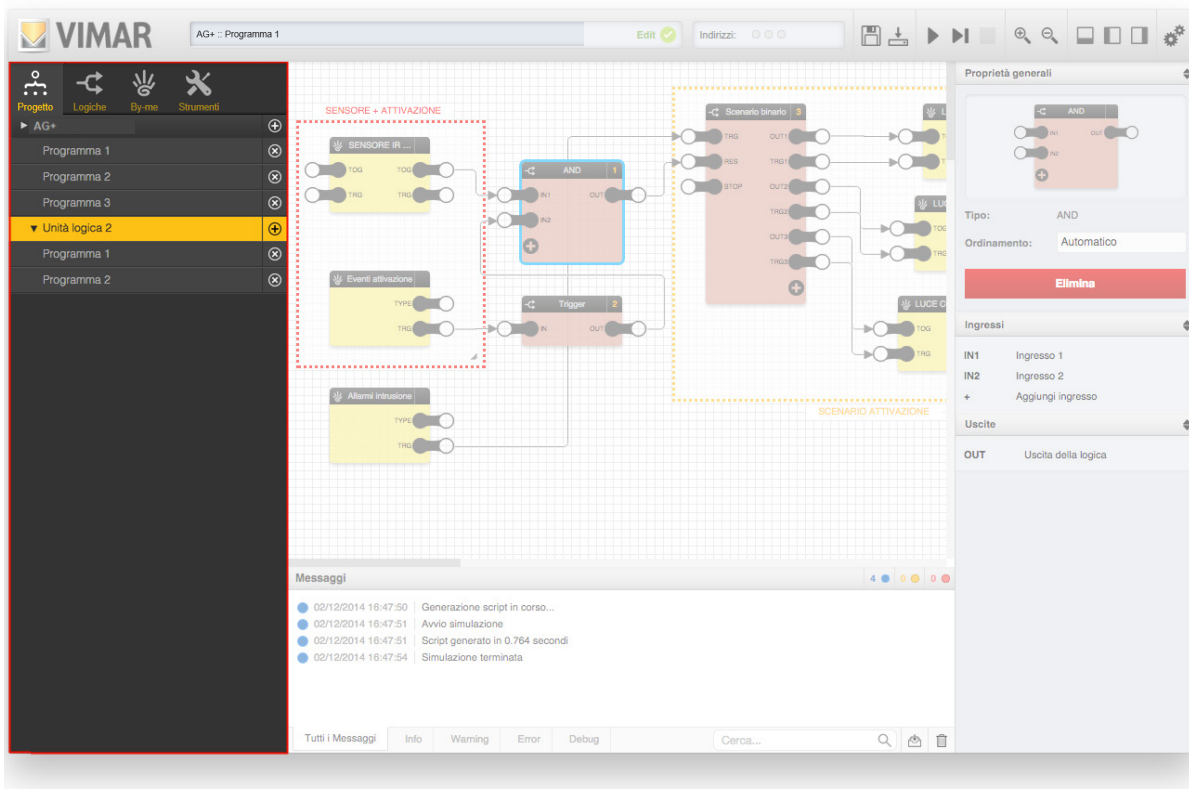 VIMAR
AG+ :: Programma 1
Edit
Indirizzi:
Progetto
Logiche
By-me
Strumenti
AG+
Programma 1
Programma 2
Programma 3
Unità logica 2
Programma 1
Programma 2
SENSORE + ATTIVAZIONE
SENSORE IR ...
TOG TOG
TRG TRG
Eventi attivazione
TYPE
TRG
Allarmi intrusione
TYPE
TRG
AND 1
IN1 OUT
IN2
Trigger 2
IN OUT
Scenario binario 3
TRG OUT1
RES TRG1
STOP OUT2
TRG2
OUT3
TRG3
TOG
TRG
LUCE C
TOG
TRG
SCENARIO ATTIVAZIONE
Messaggi
4 0 0
02/12/2014 16:47:50 Generazione script in corso...
02/12/2014 16:47:51 Avvio simulazione
02/12/2014 16:47:51 Script generato in 0.764 secondi
02/12/2014 16:47:54 Simulazione terminata
Tutti i Messaggi
Info
Warning
Error
Debug
Cerca...
Proprietà generali
AND
IN1 OUT
IN2
Tipo: AND
Ordinamento: Automatico
Elimina
Ingressi
IN1 Ingresso 1
IN2 Ingresso 2
+ Aggiungi ingresso
Uscite
OUT Uscita della logica